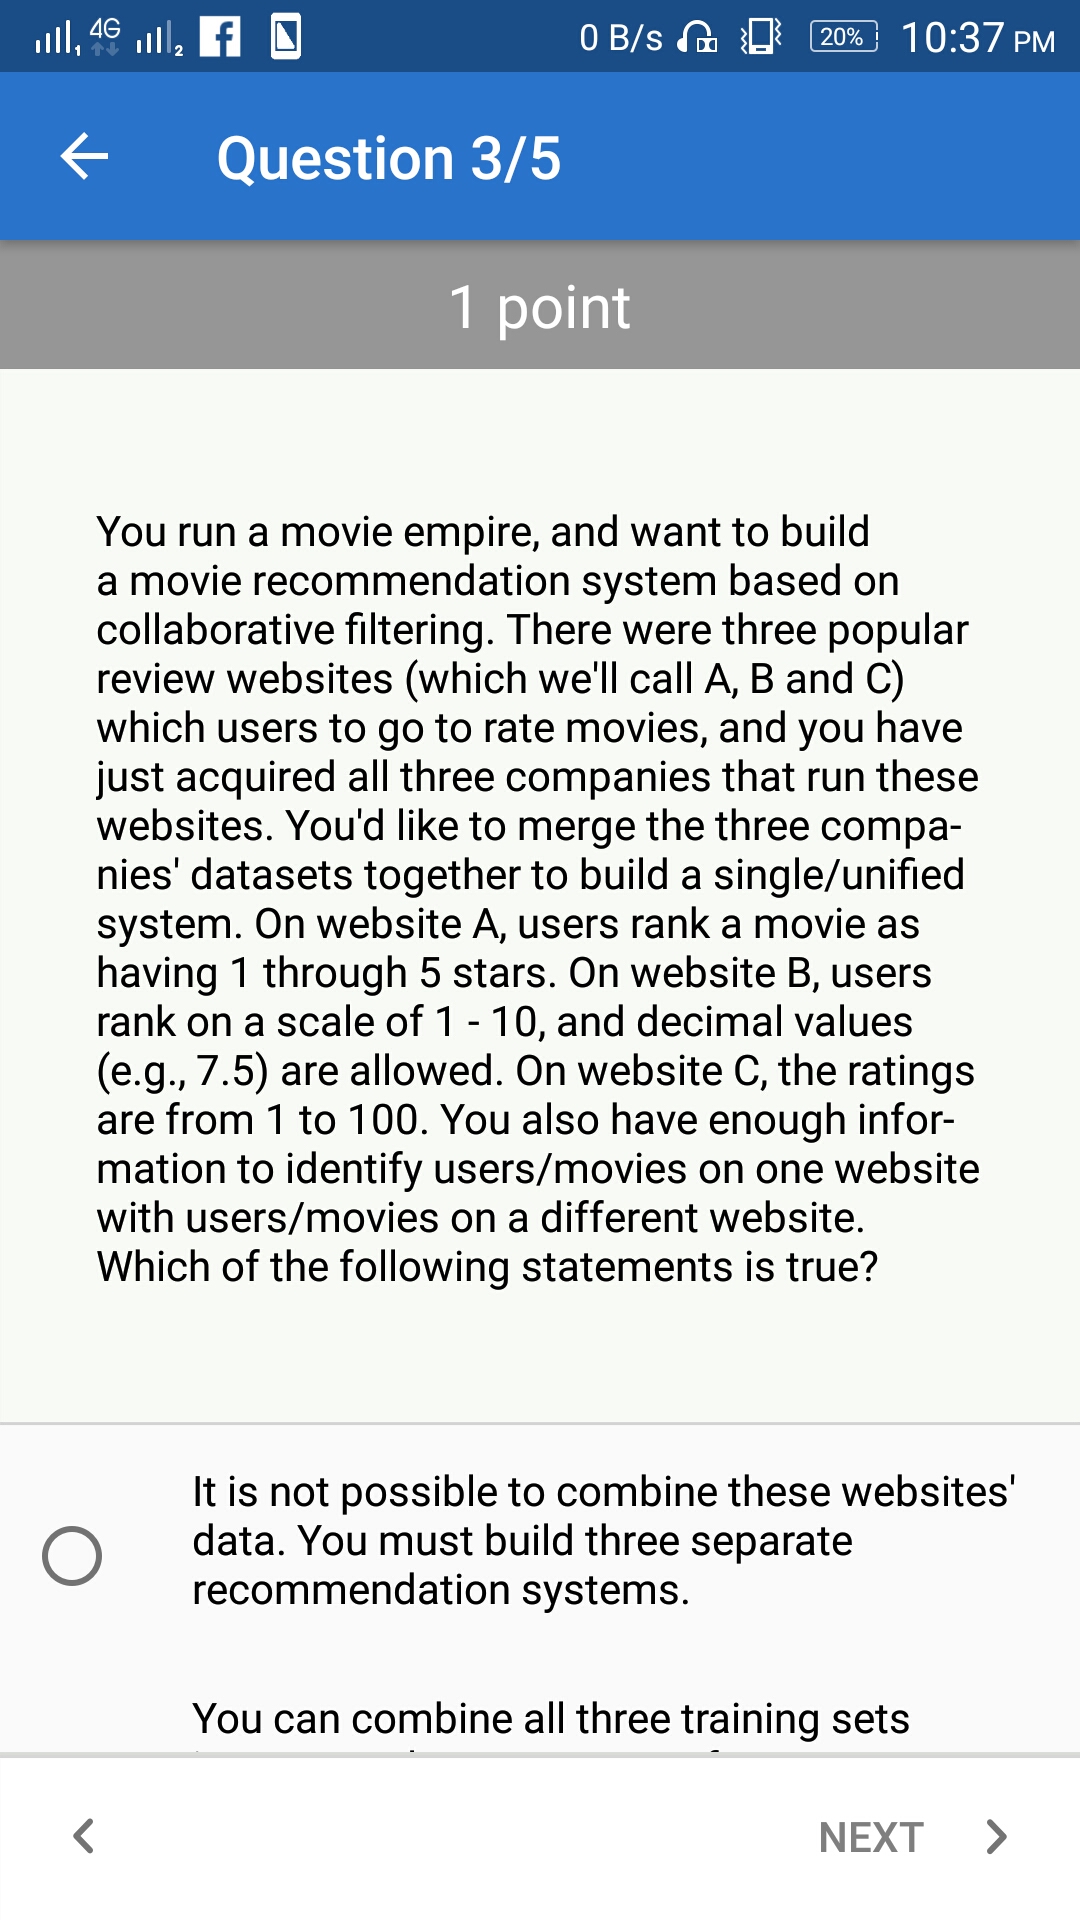 4G
1
2
0 B/s
20%
10:37 PM
Question 3/5
1 point
You run a movie empire, and want to build
a movie recommendation system based on
collaborative filtering. There were three popular
review websites (which we'll call A, B and C)
which users to go to rate movies, and you have
just acquired all three companies that run these
websites. You'd like to merge the three compa-
nies' datasets together to build a single/unified
system. On website A, users rank a movie as
having 1 through 5 stars. On website B, users
rank on a scale of 1 - 10, and decimal values
(e.g., 7.5) are allowed. On website C, the ratings
are from 1 to 100. You also have enough infor-
mation to identify users/movies on one website
with users/movies on a different website.
Which of the following statements is true?
It is not possible to combine these websites'
data. You must build three separate
recommendation systems.
You can combine all three training sets
NEXT